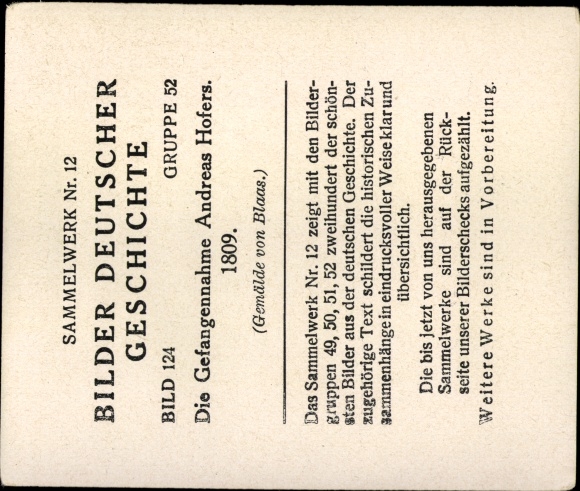 SAMMELWERK Nr. 12
BILDER DEUTSCHER
GESCHICHTE
BILD 124 GRUPPE 52
Die Gefangennahme Andreas Hofers.
1809.
(Gemälde von Blaas.)
Das Sammelwerk Nr. 12 zeigt mit den Bilder-
gruppen 49, 50, 51, 52 zweihundert der schön-
sten Bilder aus der deutschen Geschichte. Der
zugehörige Text schildert die historischen Zu-
sammenhänge in eindrucksvoller Weise klar und
übersichtlich.
Die bis jetzt von uns herausgegebenen
Sammelwerke sind auf der Rück-
seite unserer Bilderschecks aufgezählt.
Weitere Werke sind in Vorbereitung.